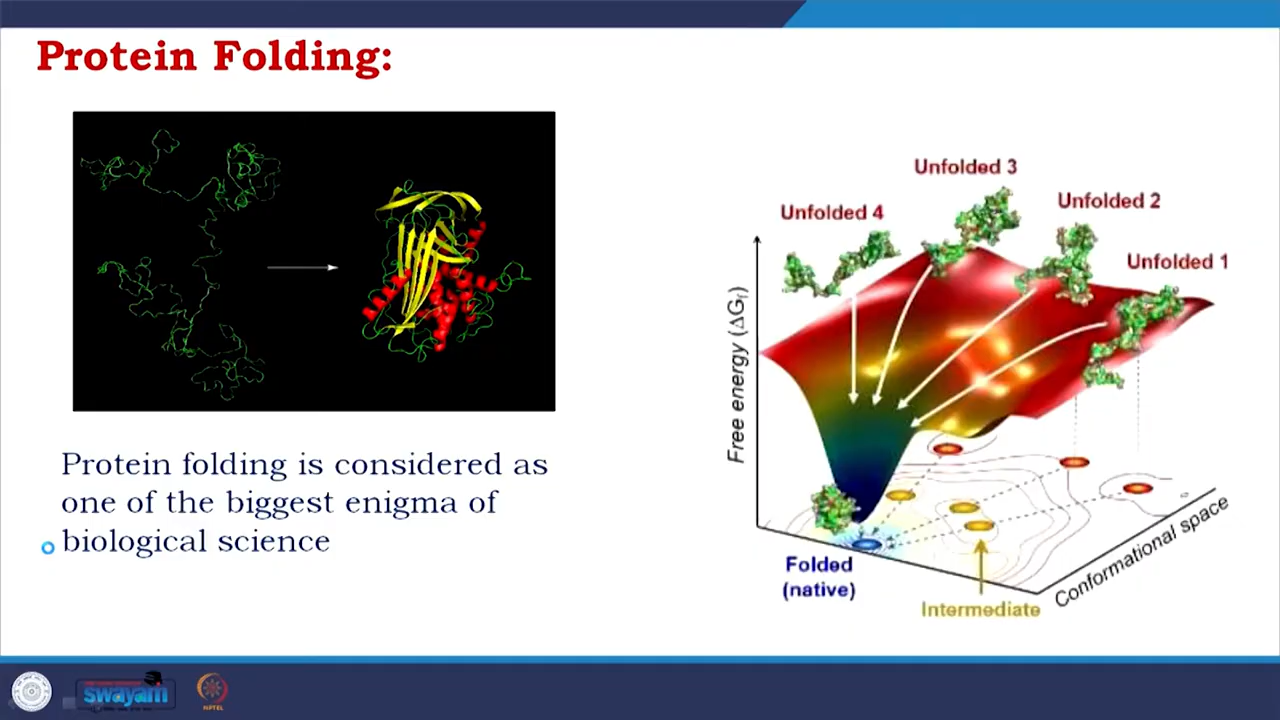 Protein Folding:
Protein folding is considered as
one of the biggest enigma of
biological science
Unfolded 3
Unfolded 4
Unfolded 2
Unfolded 1
Free energy (ΔGf)
Folded
(native)
Intermediate
Conformational space
swayam
NPTEL